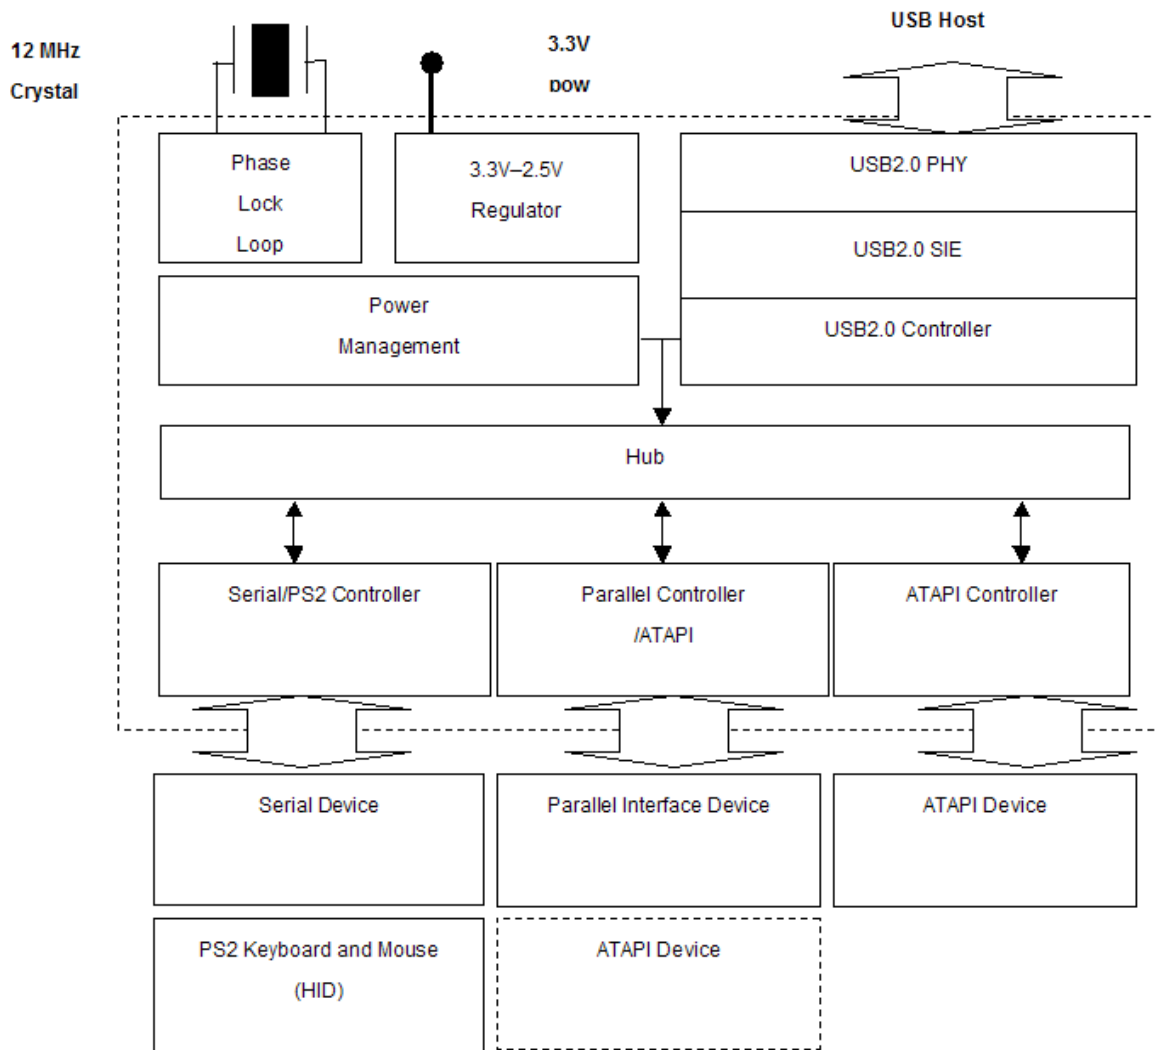 USB Host
12 MHz
Crystal
3.3V
pow
Phase
Lock
Loop
3.3V–2.5V
Regulator
USB2.0 PHY
USB2.0 SIE
USB2.0 Controller
Power
Management
Hub
Serial/PS2 Controller
Parallel Controller
/ATAPI
ATAPI Controller
Serial Device
Parallel Interface Device
ATAPI Device
PS2 Keyboard and Mouse
(HID)
ATAPI Device